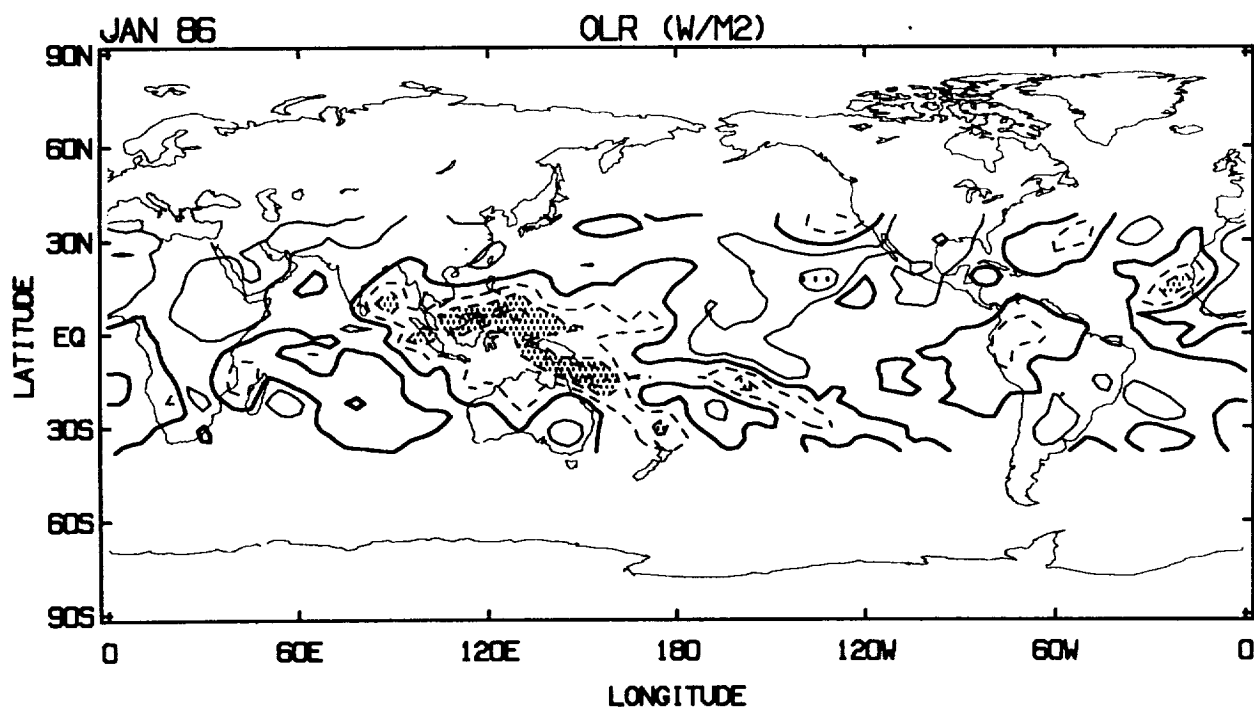 JAN 86 OLR (W/M2)
90N
60N
30N
EQ
30S
60S
90S
LATITUDE
0 60E 120E 180 120W 60W 0
LONGITUDE